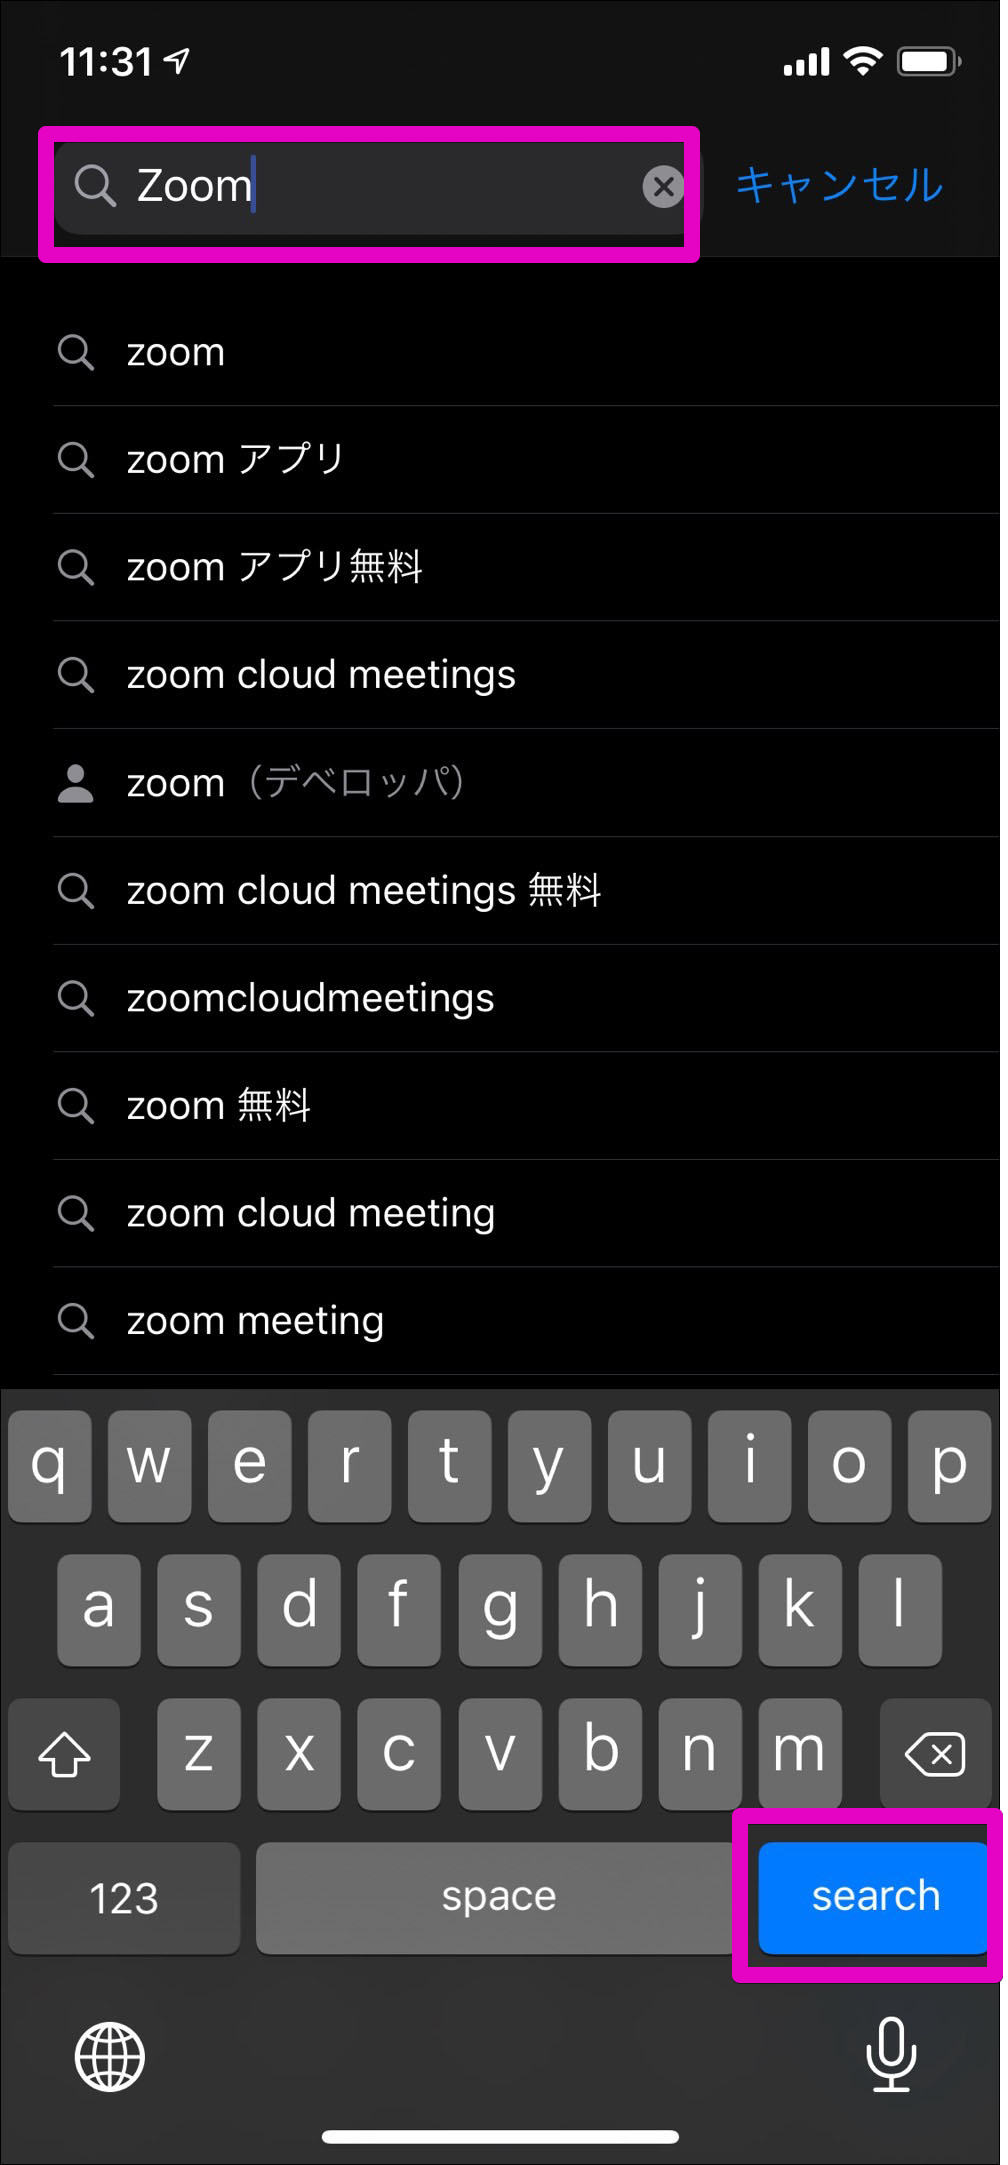 11:31
Zoom キャンセル
zoom
zoom アプリ
zoom アプリ無料
zoom cloud meetings
zoom（デベロッパ）
zoom cloud meetings 無料
zoomcloudmeetings
zoom 無料
zoom cloud meeting
zoom meeting
q w e r t y u i o p
a s d f g h j k l
z x c v b n m
123 space search